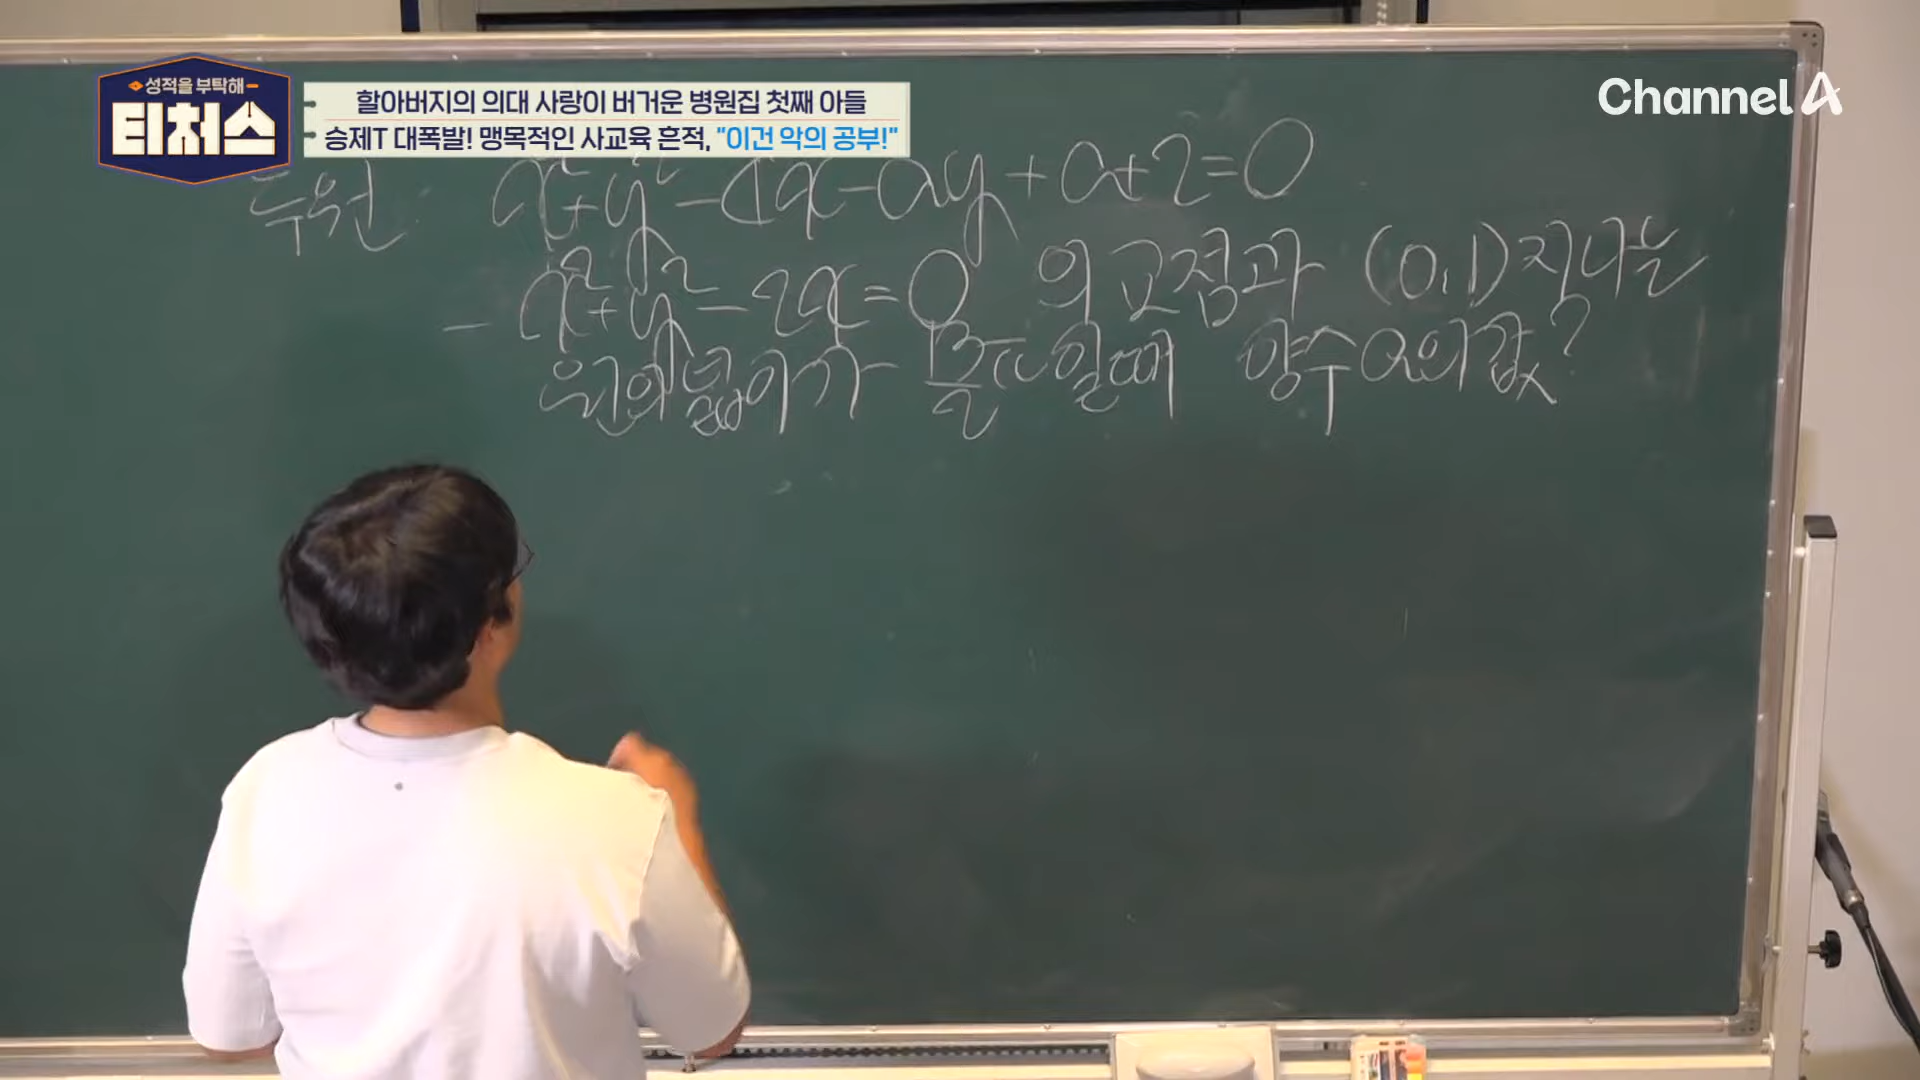 성적을 부탁해
티처스
할아버지의 의대 사랑이 버거운 병원집 첫째 아들
승제T 대폭발! 맹목적인 사교육 흔적, "이건 악의 공부!"
Channel A
두 원 : x²+y²-4x-ay+a+2=0
- x²+y²-2x=0 의 교점과 (0,1) 지나는
원의 넓이가 13/2π일때 양수 a의 값?